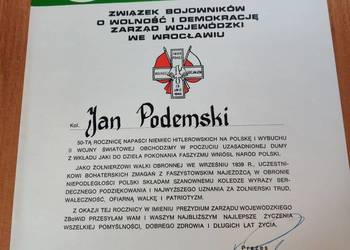 ZWIĄZEK BOJOWNIKÓW
O WOLNOŚĆ I DEMOKRACJĘ
ZARZĄD WOJEWÓDZKI
WE WROCŁAWIU
Kol. Jan Podemski
50-TĄ ROCZNICĘ NAPAŚCI NIEMIEC HITLEROWSKICH NA POLSKĘ I WYBUCHU
II WOJNY ŚWIATOWEJ OBCHODZIMY W POCZUCIU UZASADNIONEJ DUMY
Z WKŁADU JAKI DO DZIEŁA POKONANIA FASZYZMU WNIÓSŁ NARÓD POLSKI.
JAKO ŻOŁNIERZOWI WALKI OBRONNEJ WE WRZEŚNIU 1939 R., UCZESTNI-
KOWI BOHATERSKICH ZMAGAŃ Z FASZYSTOWSKIM NAJEŹDZCĄ W OBRONIE
NIEPODLEGŁOŚCI POLSKI SKŁADAM SZANOWNEMU KOLEDZE WYRAZY SER-
DECZNEGO PODZIĘKOWANIA I NAJWYŻSZEGO UZNANIA ZA ŻOŁNIERSKI TRUD,
WALECZNOŚĆ, OFIARNĄ WALKĘ I PATRIOTYZM.
Z OKAZJI TEJ ROCZNICY W IMIENIU PREZYDIUM ZARZĄDU WOJEWÓDZKIEGO
ZBoWiD PRZESYŁAM WAM I WASZYM NAJBLIŻSZYM NAJLEPSZE ŻYCZENIA
WSZELKIEJ POMYŚLNOŚCI, DOBREGO ZDROWIA I DŁUGICH LAT ŻYCIA.
Prezes